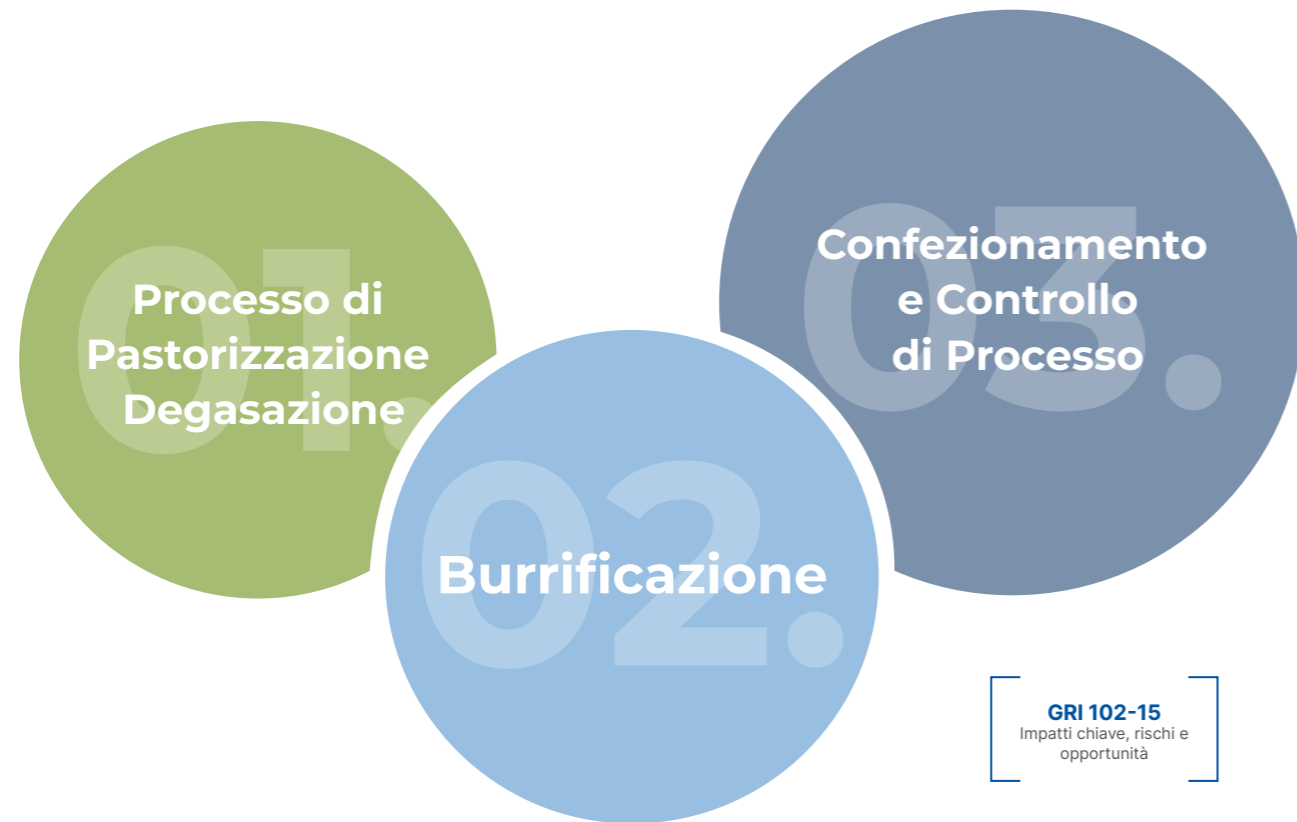 01.
Processo di
Pastorizzazione
Degasazione
02.
Burrificazione
03.
Confezionamento
e Controllo
di Processo
GRI 102-15
Impatti chiave, rischi e
opportunità